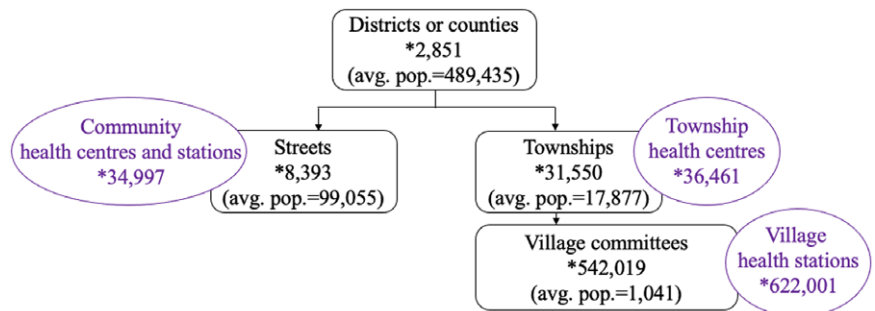 Districts or counties
*2,851
(avg. pop.=489,435)
Community
health centres and stations
*34,997
Streets
*8,393
(avg. pop.=99,055)
Townships
*31,550
(avg. pop.=17,877)
Township
health centres
*36,461
Village committees
*542,019
(avg. pop.=1,041)
Village
health stations
*622,001